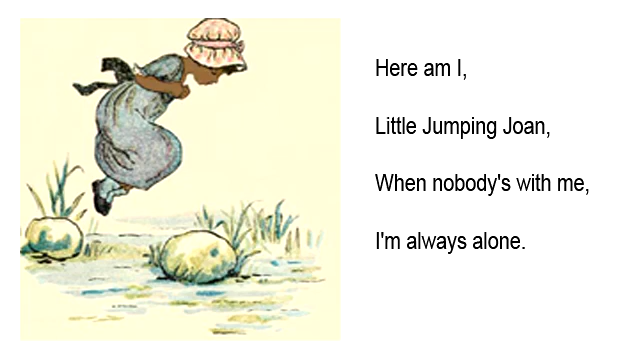 Here am I,
Little Jumping Joan,
When nobody's with me,
I'm always alone.